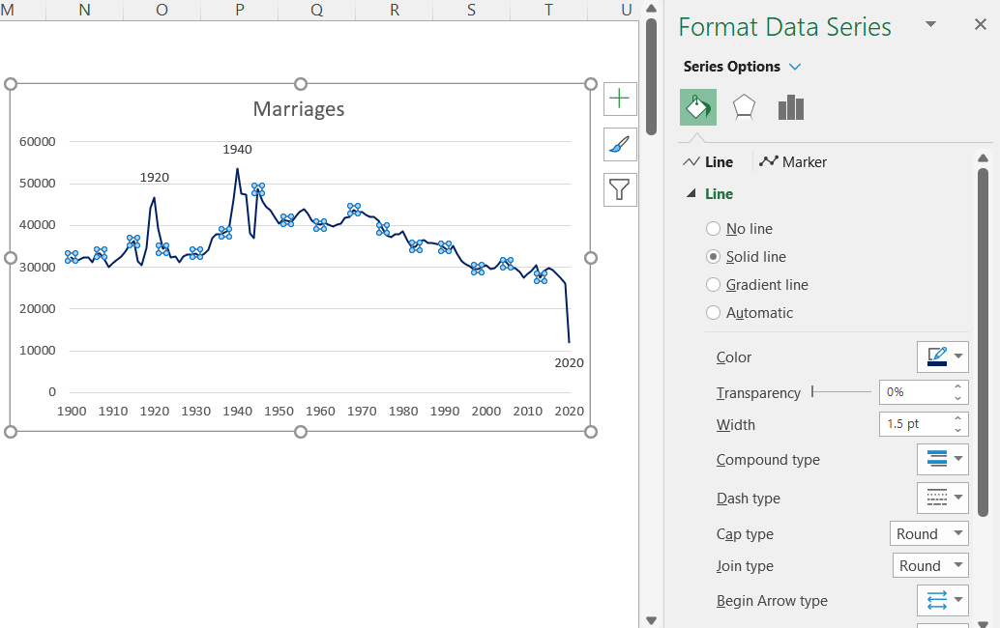 M N O P Q R S T U
Format Data Series
Series Options
Marriages
Line Marker
Line
60000
50000
40000
30000
20000
10000
0
1940
1920
2020
1900 1910 1920 1930 1940 1950 1960 1970 1980 1990 2000 2010 2020
No line
Solid line
Gradient line
Automatic
Color
Transparency 0%
Width 1.5 pt
Compound type
Dash type
Cap type Round
Join type Round
Begin Arrow type